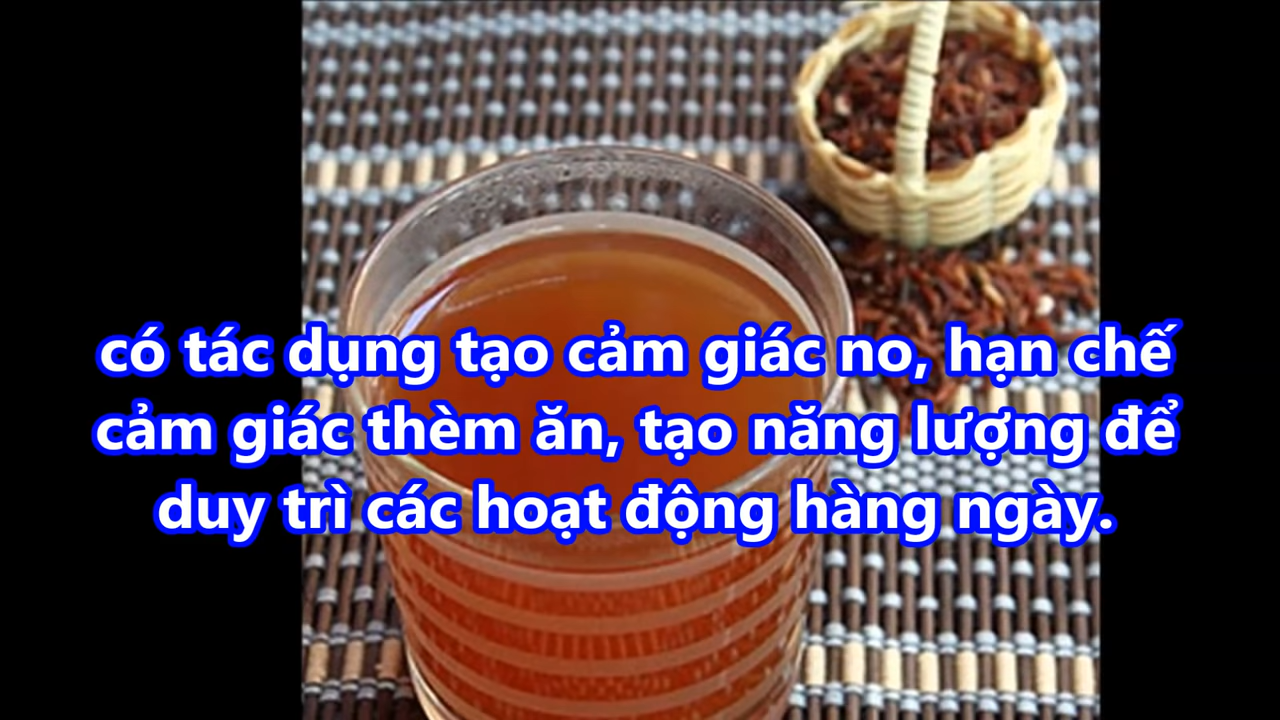 có tác dụng tạo cảm giác no, hạn chế
cảm giác thèm ăn, tạo năng lượng để
duy trì các hoạt động hàng ngày.